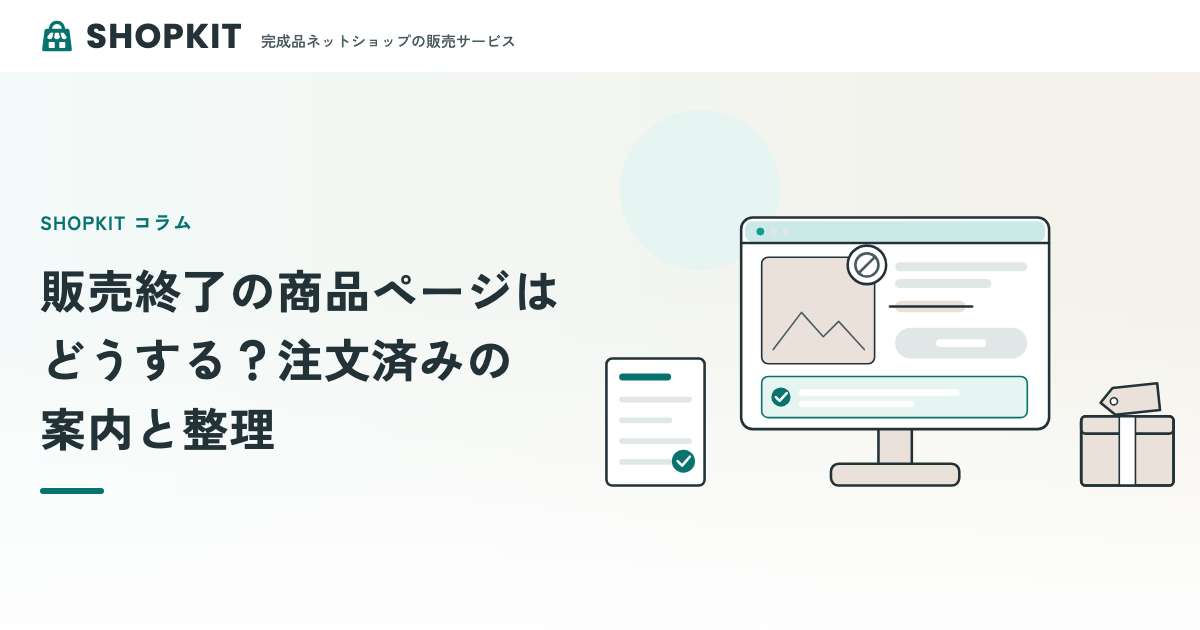 SHOPKIT 完成品ネットショップの販売サービス
SHOPKIT コラム
販売終了の商品ページは
どうする？注文済みの
案内と整理